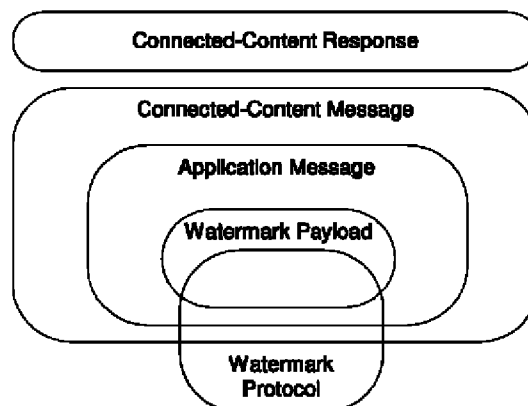 Connected-Content Response
Connected-Content Message
Application Message
Watermark Payload
Watermark
Protocol